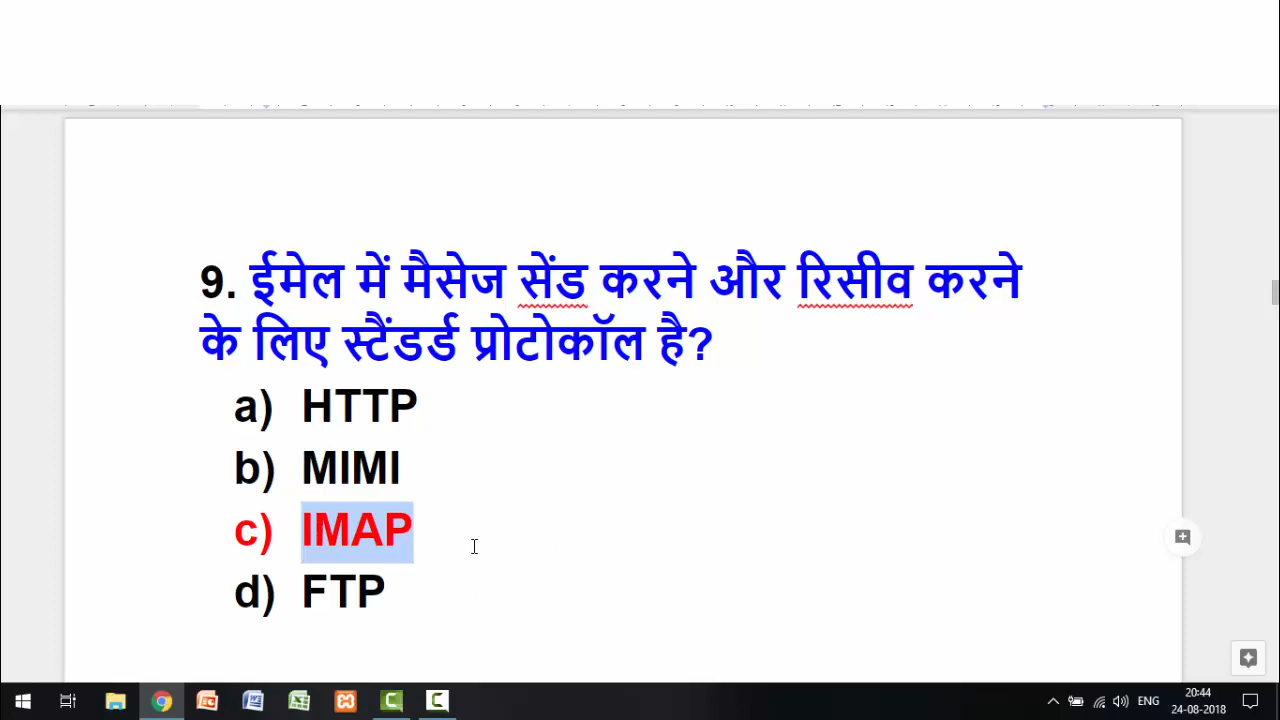 9. ईमेल में मैसेज सेंड करने और रिसीव करने
के लिए स्टैंडर्ड प्रोटोकॉल है?
a) HTTP
b) MIMI
c) IMAP
d) FTP
ENG
20:44
24-08-2018